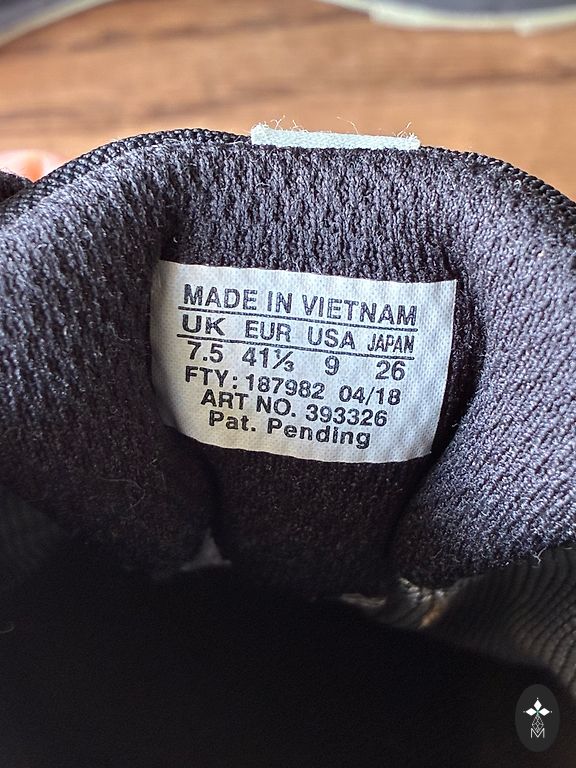 MADE IN VIETNAM
UK EUR USA JAPAN
7.5 41⅓ 9 26
FTY: 187982 04/18
ART NO. 393326
Pat. Pending
M